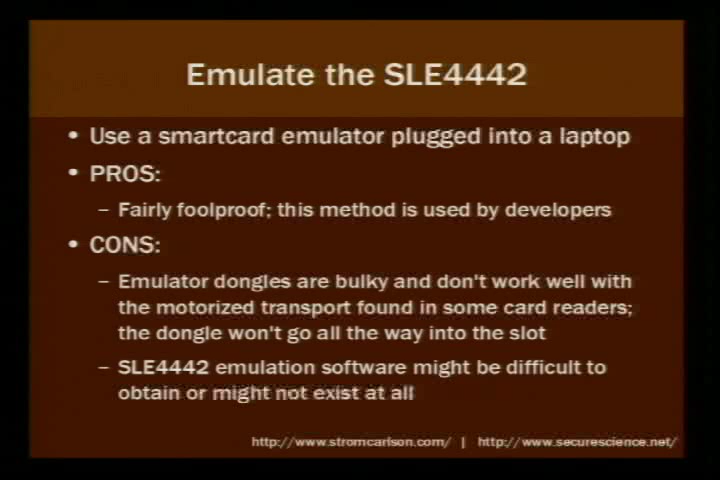 Emulate the SLE4442
• Use a smartcard emulator plugged into a laptop
• PROS:
– Fairly foolproof; this method is used by developers
• CONS:
– Emulator dongles are bulky and don't work well with
the motorized transport found in some card readers;
the dongle won't go all the way into the slot
– SLE4442 emulation software might be difficult to
obtain or might not exist at all
http://www.stromcarlson.com/ | http://www.securescience.net/